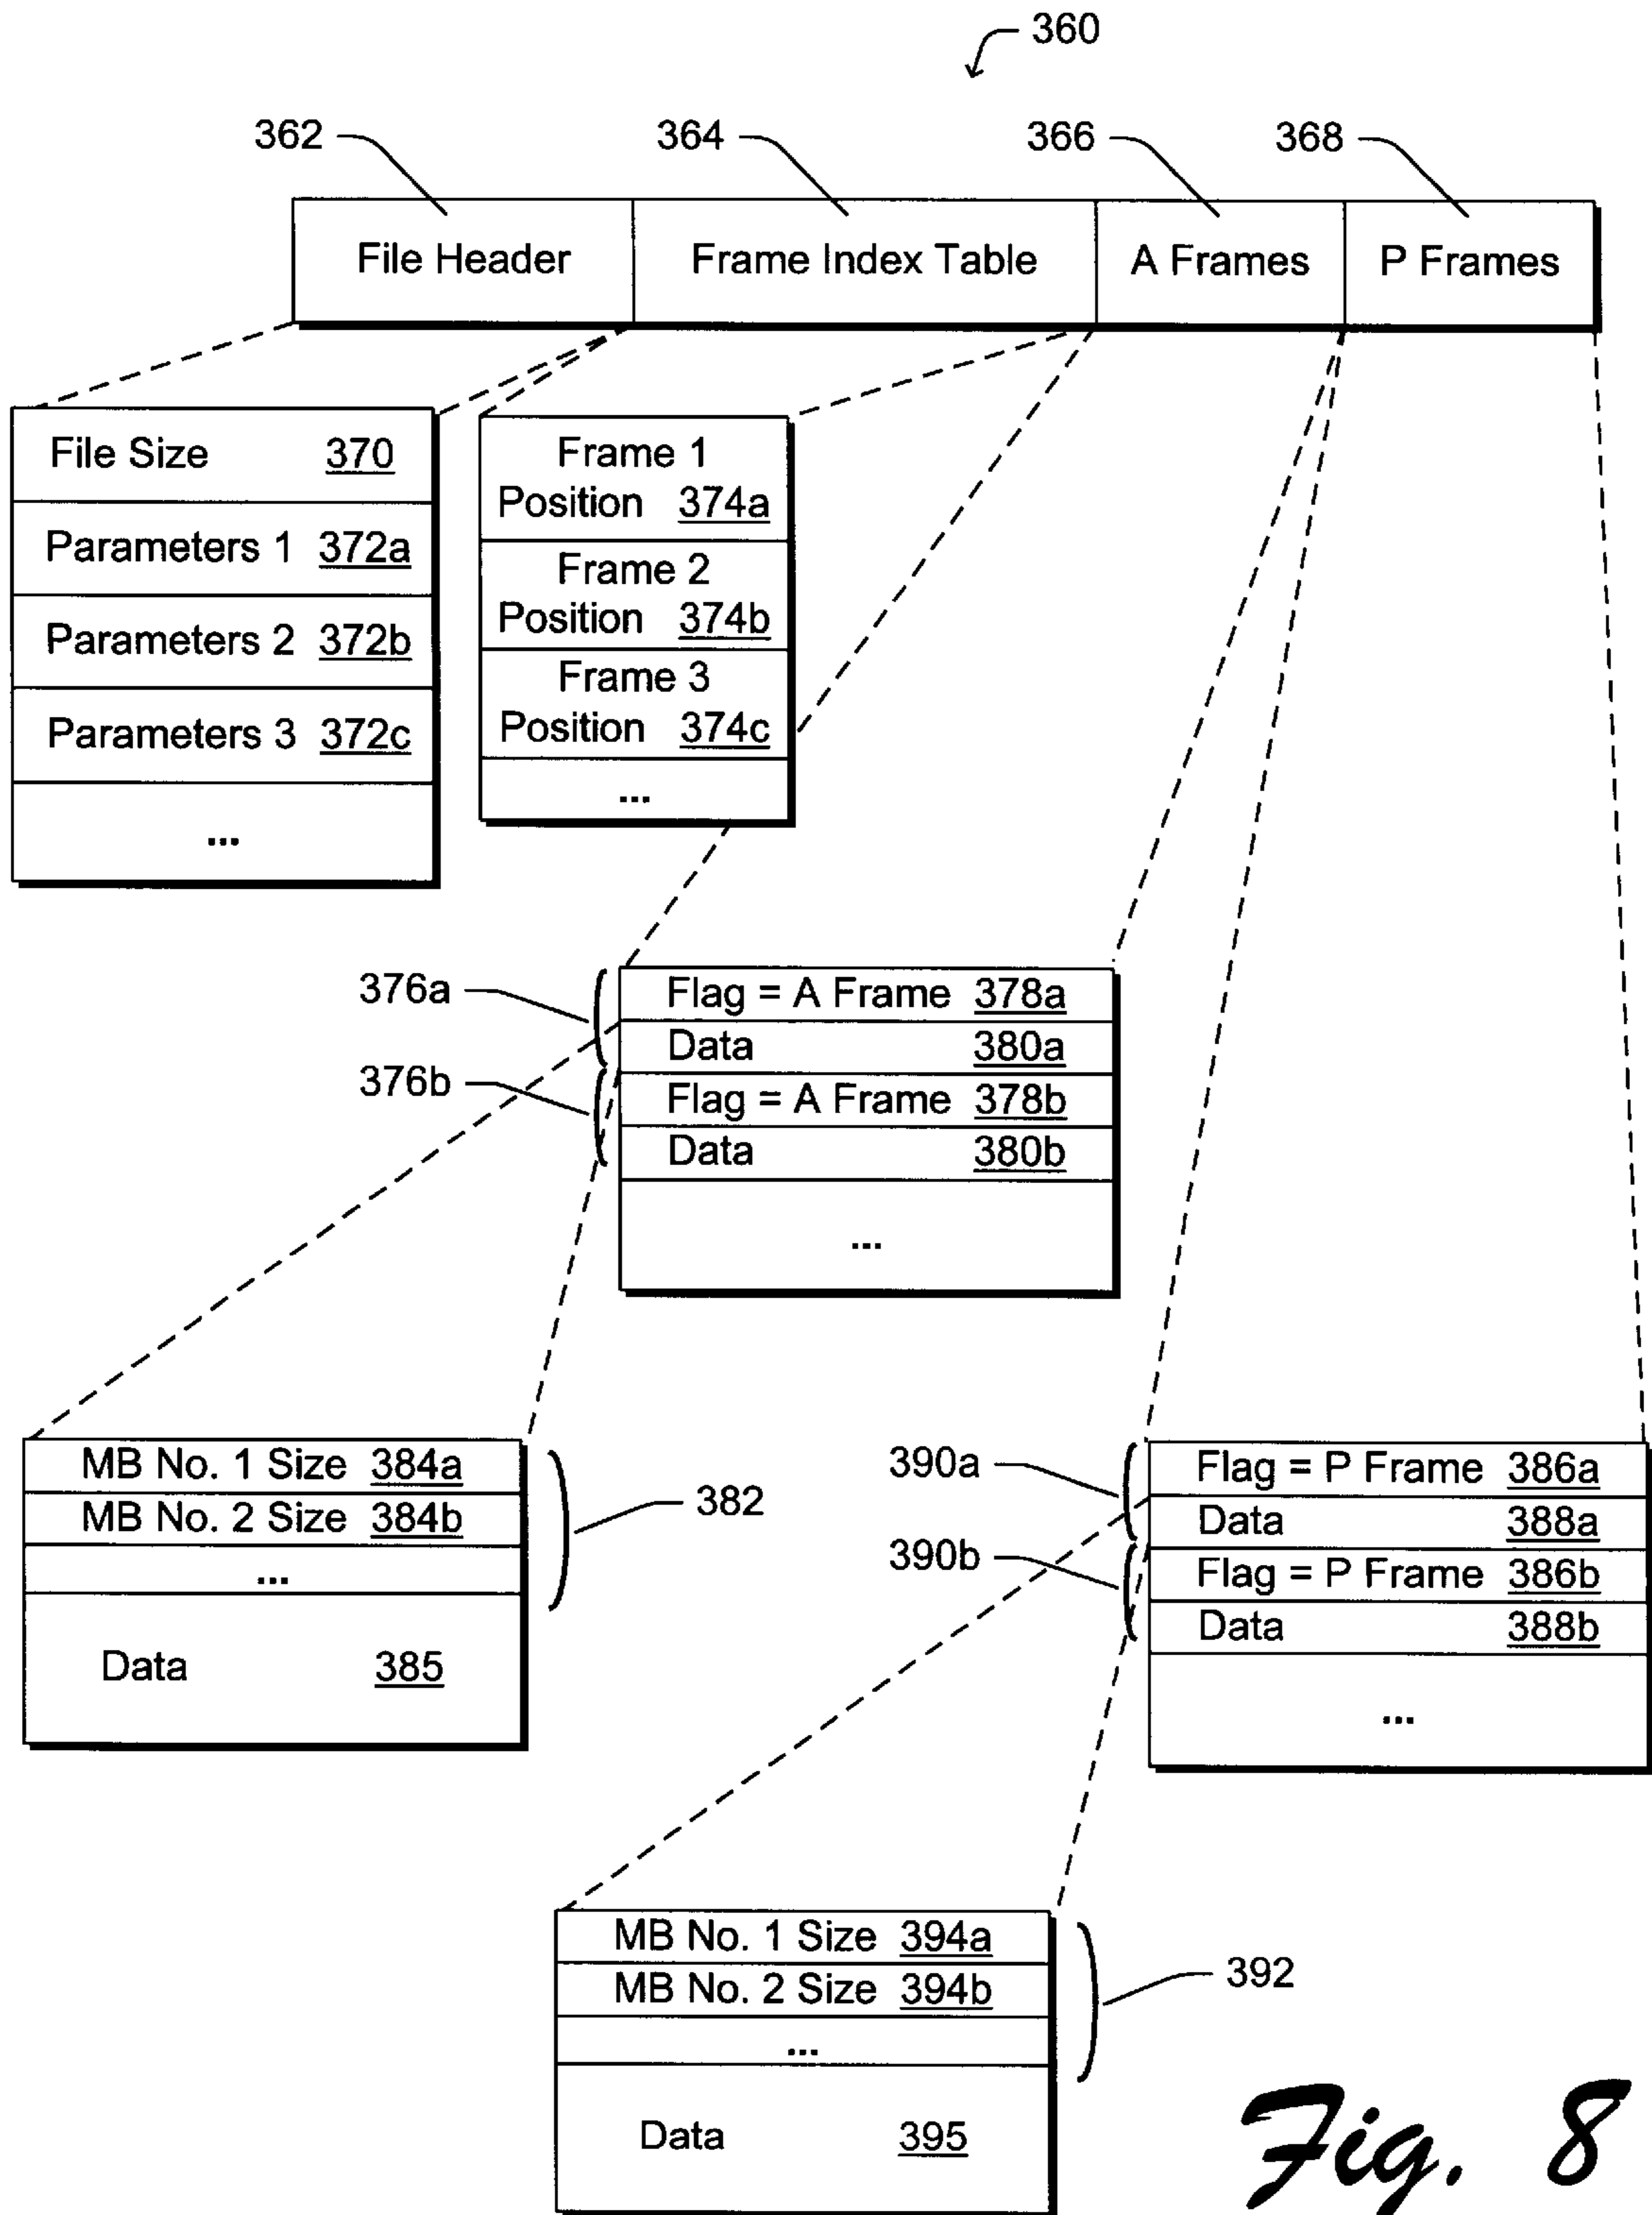 360
362 364 366 368
File Header Frame Index Table A Frames P Frames
File Size 370
Parameters 1 372a
Parameters 2 372b
Parameters 3 372c
...
Frame 1
Position 374a
Frame 2
Position 374b
Frame 3
Position 374c
...
376a
376b
Flag = A Frame 378a
Data 380a
Flag = A Frame 378b
Data 380b
...
MB No. 1 Size 384a
MB No. 2 Size 384b
...
Data 385
382
390a
390b
Flag = P Frame 386a
Data 388a
Flag = P Frame 386b
Data 388b
...
MB No. 1 Size 394a
MB No. 2 Size 394b
...
Data 395
392
Fig. 8